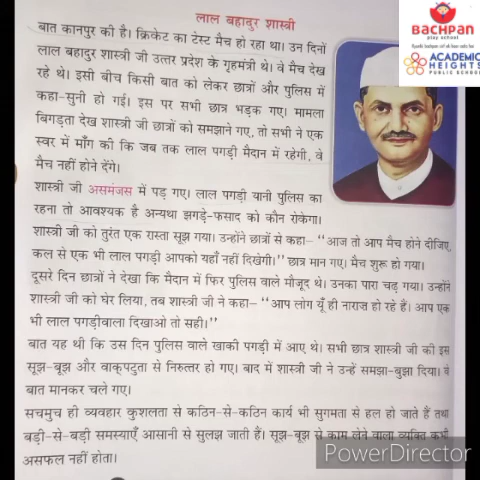 लाल बहादुर शास्त्री
बात कानपुर की है। क्रिकेट का टेस्ट मैच हो रहा था। उन दिनों
लाल बहादुर शास्त्री जी उत्तर प्रदेश के गृहमंत्री थे। वे मैच देख
रहे थे। इसी बीच किसी बात को लेकर छात्रों और पुलिस में
कहा-सुनी हो गई। इस पर सभी छात्र भड़क गए। मामला
बिगड़ता देख शास्त्री जी छात्रों को समझाने गए, तो सभी ने एक
स्वर में माँग की कि जब तक लाल पगड़ी मैदान में रहेगी, वे
मैच नहीं होने देंगे।
शास्त्री जी असमंजस में पड़ गए। लाल पगड़ी यानी पुलिस का
रहना तो आवश्यक है अन्यथा झगड़े-फसाद को कौन रोकेगा।
शास्त्री जी को तुरंत एक रास्ता सूझ गया। उन्होंने छात्रों से कहा– “आज तो आप मैच होने दीजिए,
कल से एक भी लाल पगड़ी आपको यहाँ नहीं दिखेगी।” छात्र मान गए। मैच शुरू हो गया।
दूसरे दिन छात्रों ने देखा कि मैदान में फिर पुलिस वाले मौजूद थे। उनका पारा चढ़ गया। उन्होंने
शास्त्री जी को घेर लिया, तब शास्त्री जी ने कहा– “आप लोग यूँ ही नाराज़ हो रहे हैं। आप एक
भी लाल पगड़ीवाला दिखाओ तो सही।”
बात यह थी कि उस दिन पुलिस वाले खाकी पगड़ी में आए थे। सभी छात्र शास्त्री जी की इस
सूझ-बूझ और वाक्‌पटुता से निरुत्तर हो गए। बाद में शास्त्री जी ने उन्हें समझा-बुझा दिया। वे
बात मानकर चले गए।
सचमुच ही व्यवहार कुशलता से कठिन-से-कठिन कार्य भी सुगमता से हल हो जाते हैं तथा
बड़ी-से-बड़ी समस्याएँ आसानी से सुलझ जाती हैं। सूझ-बूझ से काम लेने वाला व्यक्ति कभी
असफल नहीं होता।
BACHPAN
play school
ACADEMIC
HEIGHTS
PUBLIC SCHOOL
PowerDirector